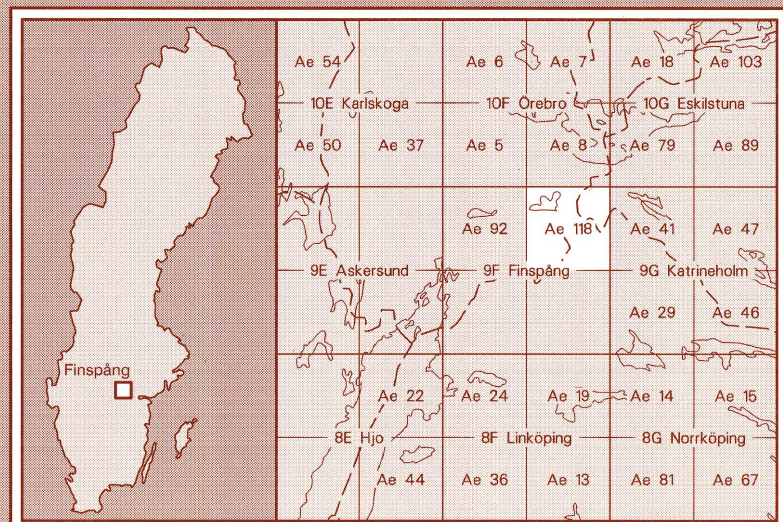 Ae 54 Ae 6 Ae 7 Ae 18 Ae 103
10E Karlskoga 10F Örebro 10G Eskilstuna
Ae 50 Ae 37 Ae 5 Ae 8 Ae 79 Ae 89
Ae 92 Ae 118 Ae 41 Ae 47
9E Askersund 9F Finspång 9G Katrineholm
Ae 29 Ae 46
Finspång
Ae 22 Ae 24 Ae 19 Ae 14 Ae 15
8E Hjo 8F Linköping 8G Norrköping
Ae 44 Ae 36 Ae 13 Ae 81 Ae 67